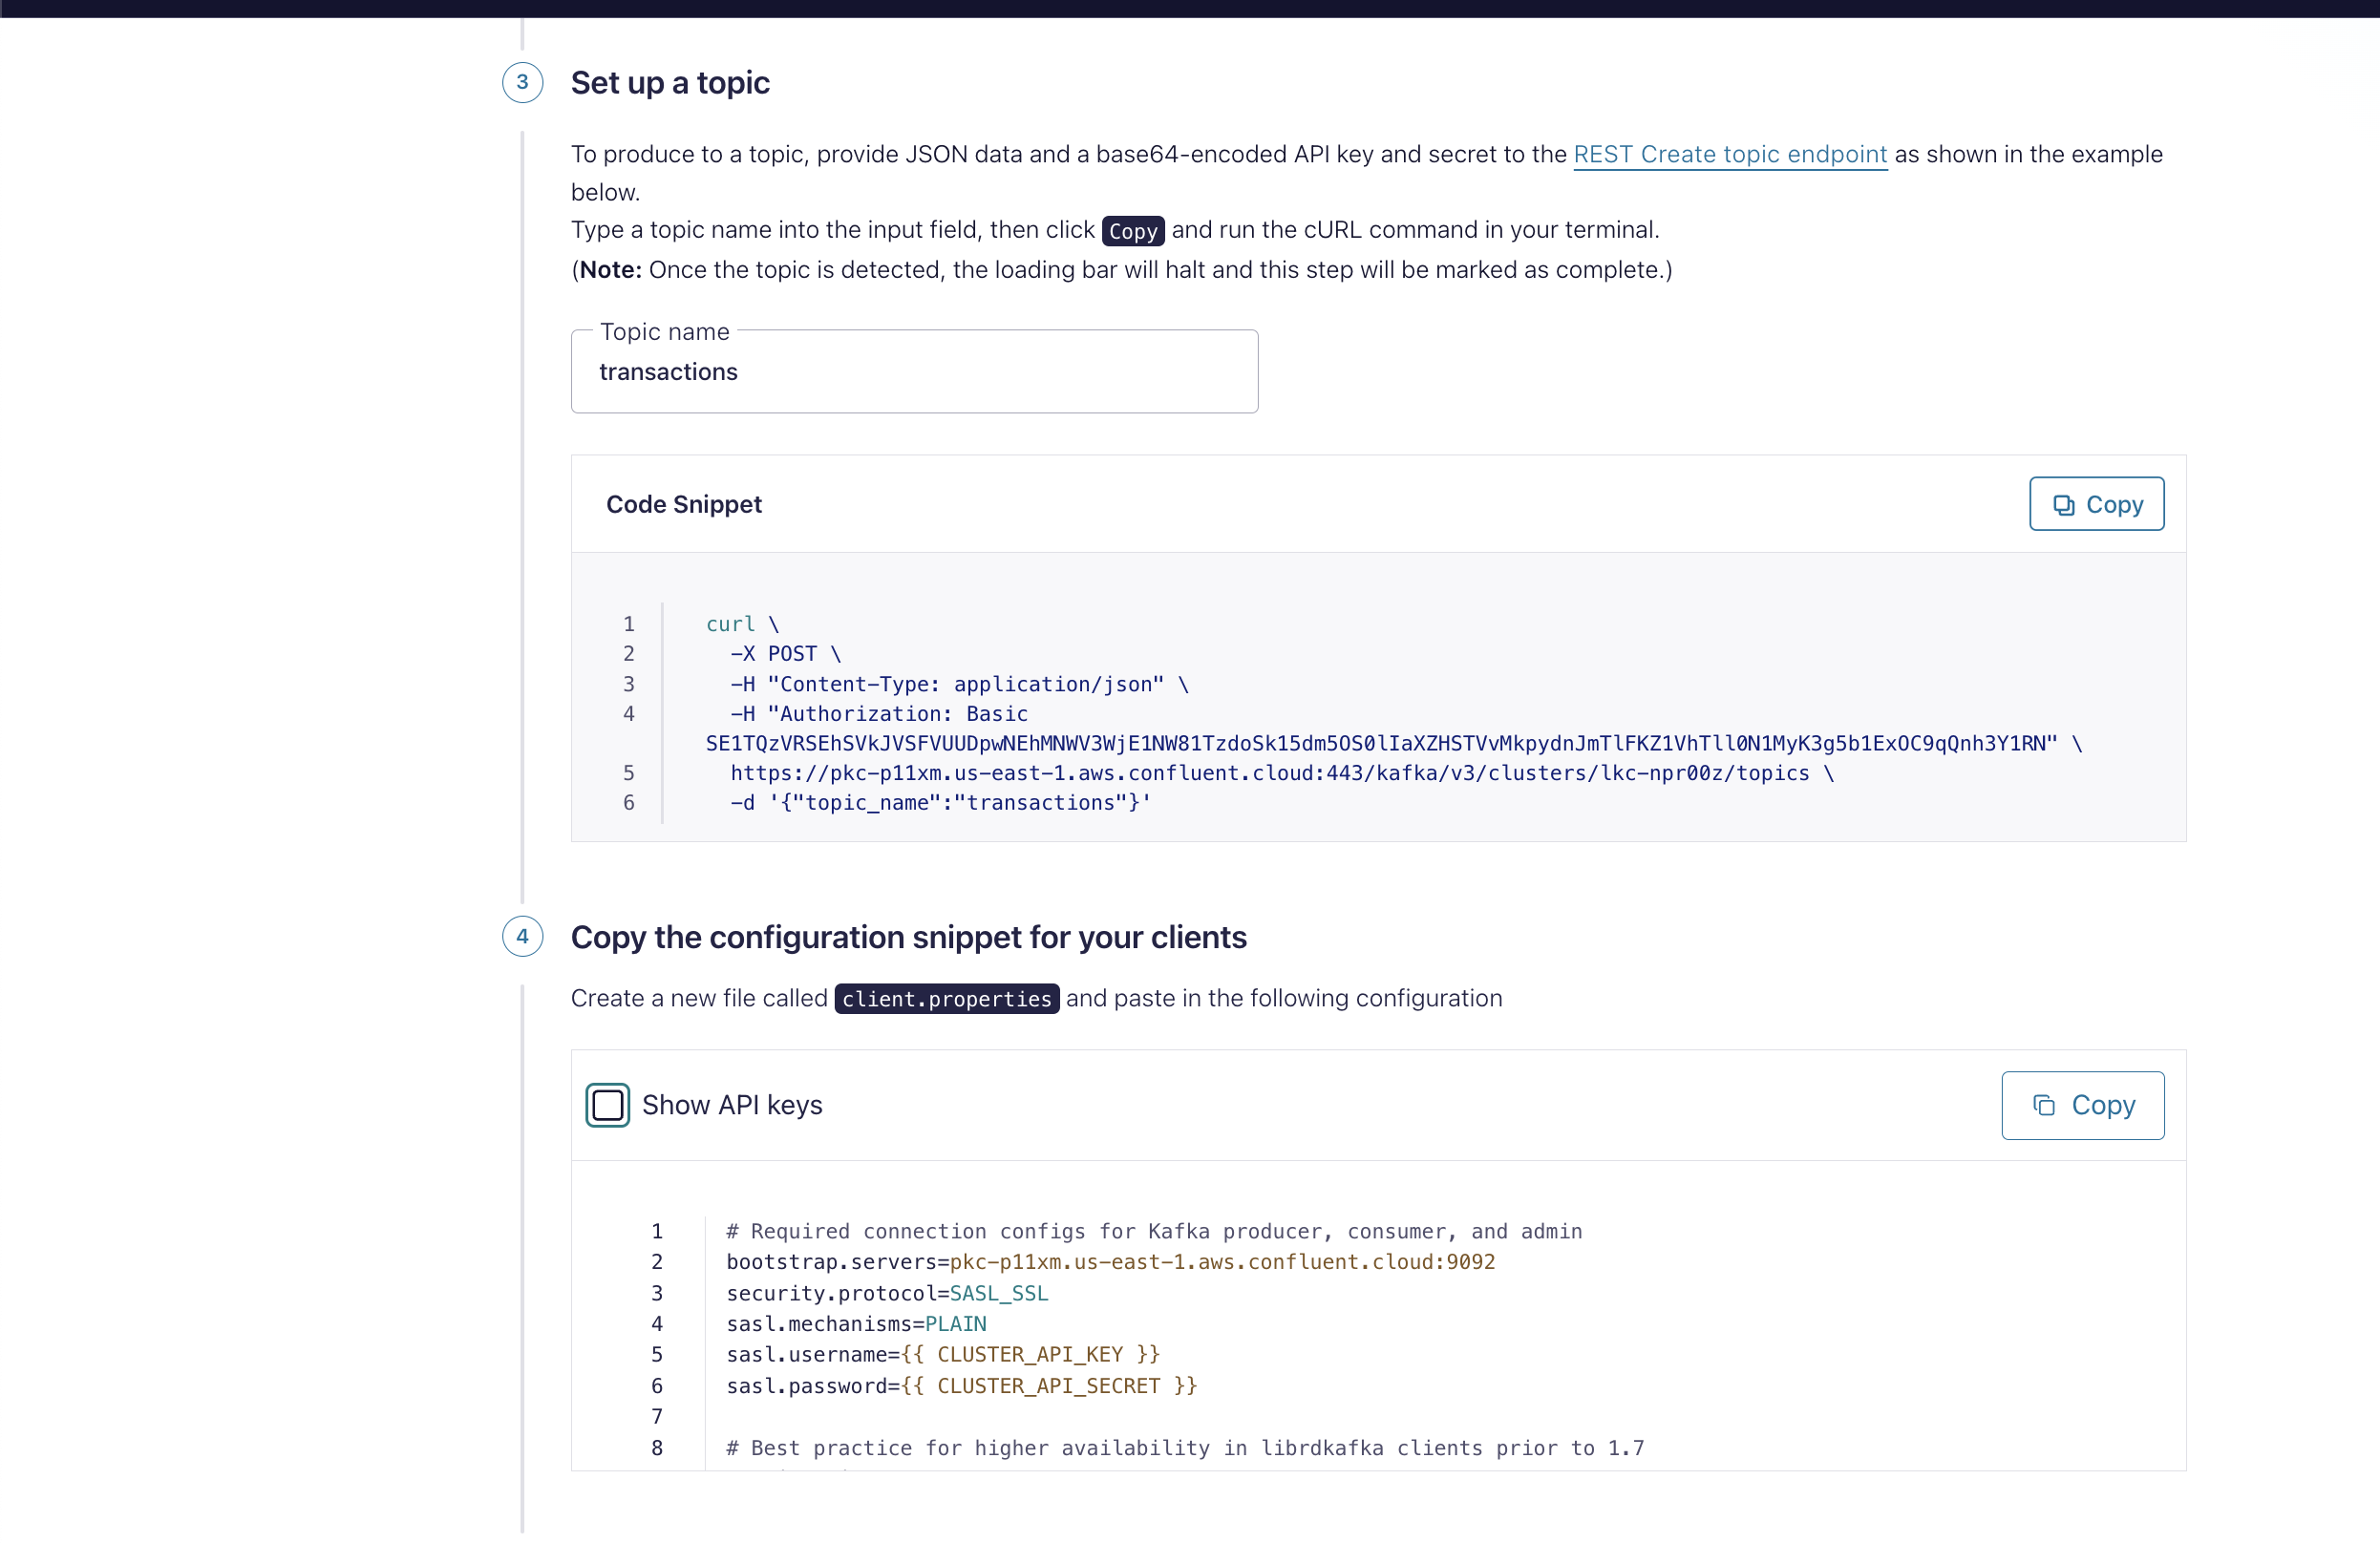 3 Set up a topic
To produce to a topic, provide JSON data and a base64-encoded API key and secret to the REST Create topic endpoint as shown in the example
below.
Type a topic name into the input field, then click Copy and run the cURL command in your terminal.
(Note: Once the topic is detected, the loading bar will halt and this step will be marked as complete.)
Topic name
transactions
Code Snippet
Copy
1 curl \
2 -X POST \
3 -H "Content-Type: application/json" \
4 -H "Authorization: Basic
SE1TQzVRSEhSVkJVSFVUUDpwNEhMNWV3WjE1NW81TzdoSk15dm5OS0lIaXZHSTVvMkpydnJmTlFKZ1VhTll0N1MyK3g5b1ExOC9qQnh3Y1RN" \
5 https://pkc-p11xm.us-east-1.aws.confluent.cloud:443/kafka/v3/clusters/lkc-npr00z/topics \
6 -d '{"topic_name":"transactions"}'
4 Copy the configuration snippet for your clients
Create a new file called client.properties and paste in the following configuration
Show API keys
Copy
1 # Required connection configs for Kafka producer, consumer, and admin
2 bootstrap.servers=pkc-p11xm.us-east-1.aws.confluent.cloud:9092
3 security.protocol=SASL_SSL
4 sasl.mechanisms=PLAIN
5 sasl.username={{ CLUSTER_API_KEY }}
6 sasl.password={{ CLUSTER_API_SECRET }}
7
8 # Best practice for higher availability in librdkafka clients prior to 1.7